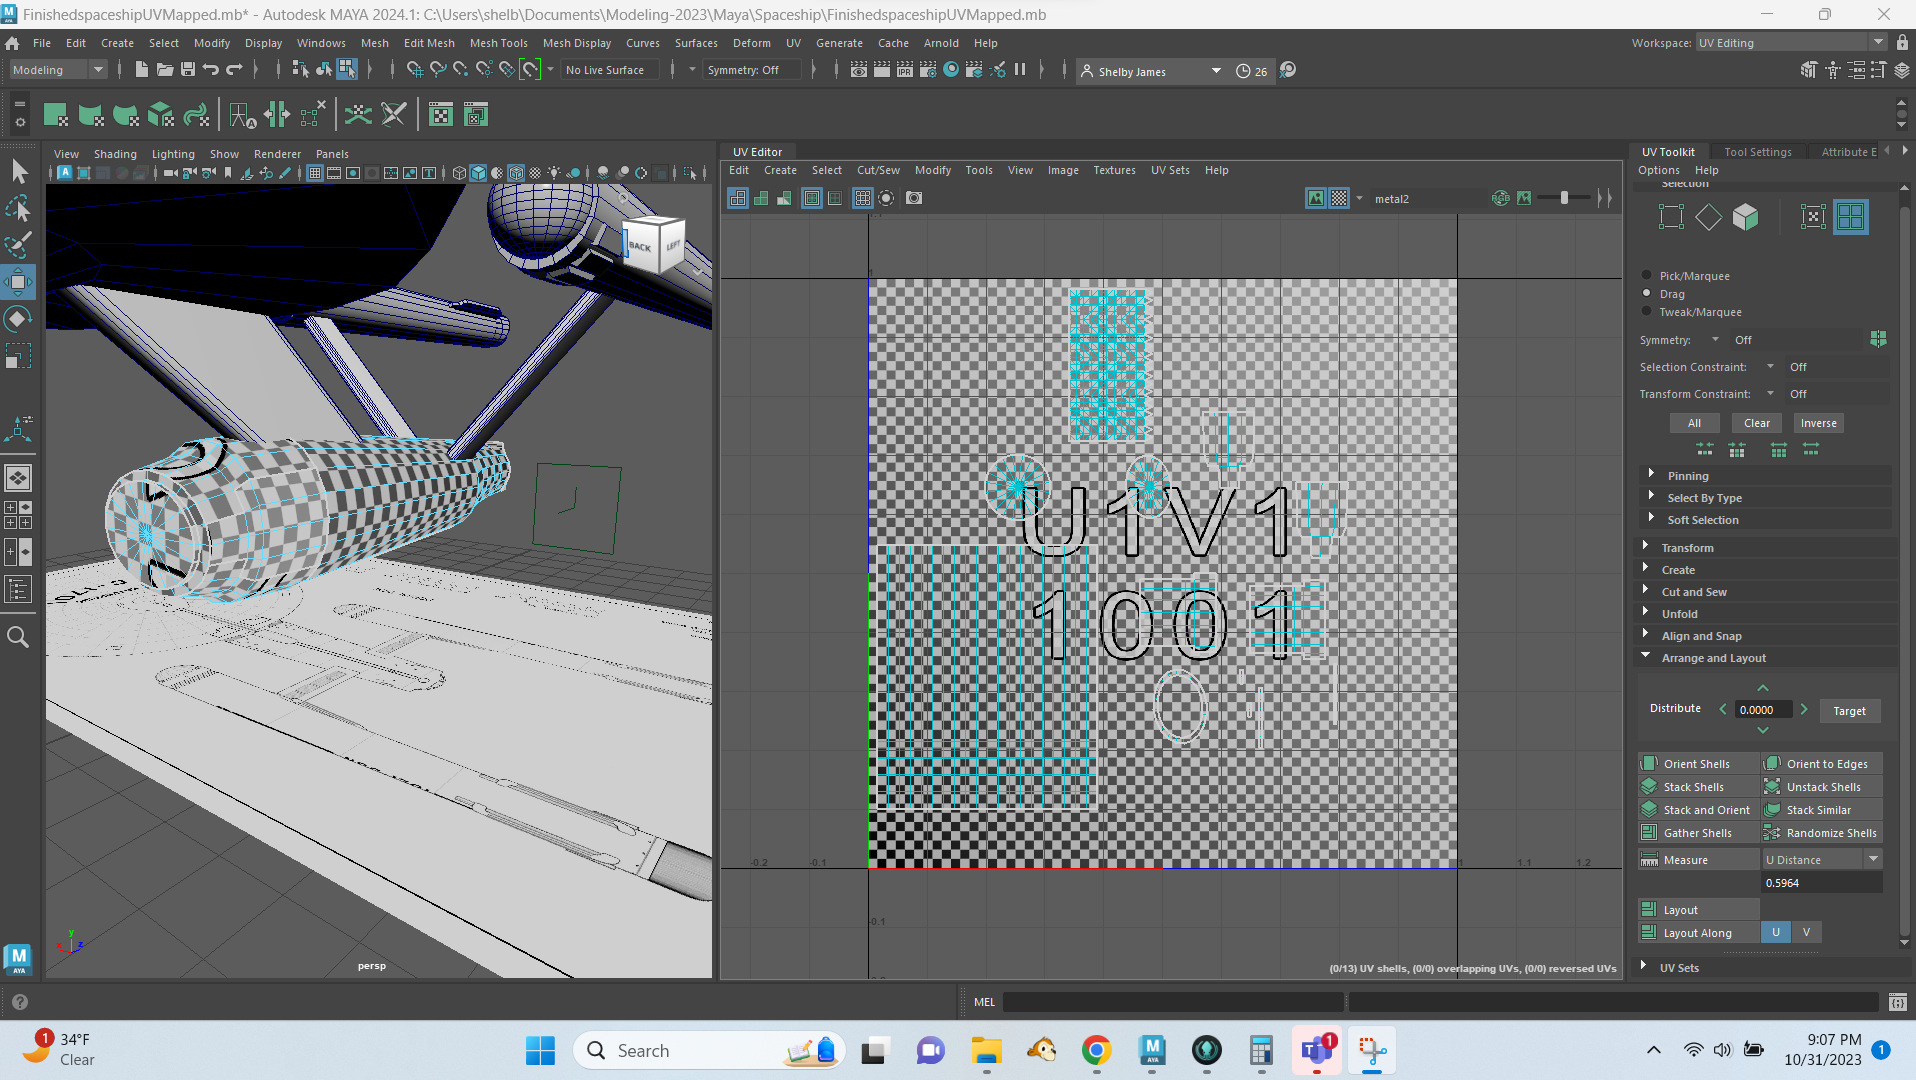 FinishedspaceshipUVMapped.mb* - Autodesk MAYA 2024.1: C:\Users\shelb\Documents\Modeling-2023\Maya\Spaceship\FinishedspaceshipUVMapped.mb
File Edit Create Select Modify Display Windows Mesh Edit Mesh Mesh Tools Mesh Display Curves Surfaces Deform UV Generate Cache Arnold Help
Workspace: UV Editing
Modeling
No Live Surface
Symmetry: Off
IPR
Shelby James
26
View Shading Lighting Show Renderer Panels
BACK LEFT
persp
UV Editor
Edit Create Select Cut/Sew Modify Tools View Image Textures UV Sets Help
metal2
RGB
1
U1V1
1001
-0.2 -0.1 1 1.1 1.2
-0.1
(0/13) UV shells, (0/0) overlapping UVs, (0/0) reversed UVs
UV Toolkit Tool Settings Attribute E
Options Help
Selection
Pick/Marquee
Drag
Tweak/Marquee
Symmetry: Off
Selection Constraint: Off
Transform Constraint: Off
All Clear Inverse
Pinning
Select By Type
Soft Selection
Transform
Create
Cut and Sew
Unfold
Align and Snap
Arrange and Layout
Distribute 0.0000 Target
Orient Shells Orient to Edges
Stack Shells Unstack Shells
Stack and Orient Stack Similar
Gather Shells Randomize Shells
Measure U Distance
0.5964
Layout
Layout Along U V
UV Sets
y
x z
MAYA
MEL
1
34°F
Clear
Search
MAYA
1
9:07 PM
10/31/2023
1